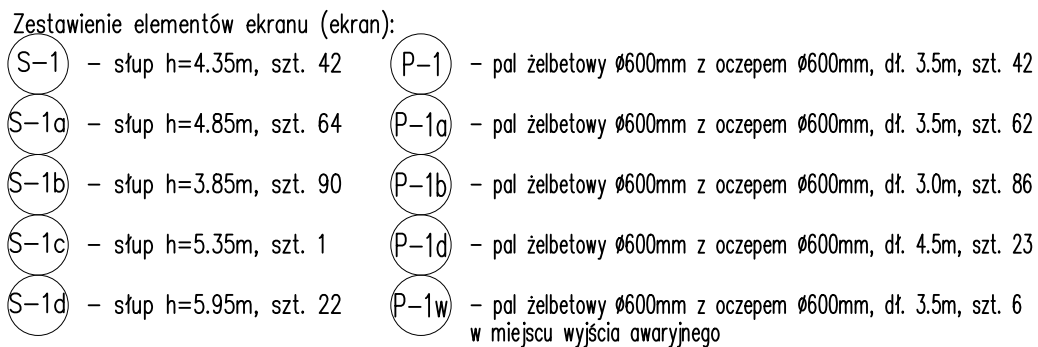 Zestawienie elementów ekranu (ekran):
S-1 - słup h=4.35m, szt. 42
S-1a - słup h=4.85m, szt. 64
S-1b - słup h=3.85m, szt. 90
S-1c - słup h=5.35m, szt. 1
S-1d - słup h=5.95m, szt. 22
P-1 - pal żelbetowy ø600mm z oczepem ø600mm, dł. 3.5m, szt. 42
P-1a - pal żelbetowy ø600mm z oczepem ø600mm, dł. 3.5m, szt. 62
P-1b - pal żelbetowy ø600mm z oczepem ø600mm, dł. 3.0m, szt. 86
P-1d - pal żelbetowy ø600mm z oczepem ø600mm, dł. 4.5m, szt. 23
P-1w - pal żelbetowy ø600mm z oczepem ø600mm, dł. 3.5m, szt. 6
w miejscu wyjścia awaryjnego